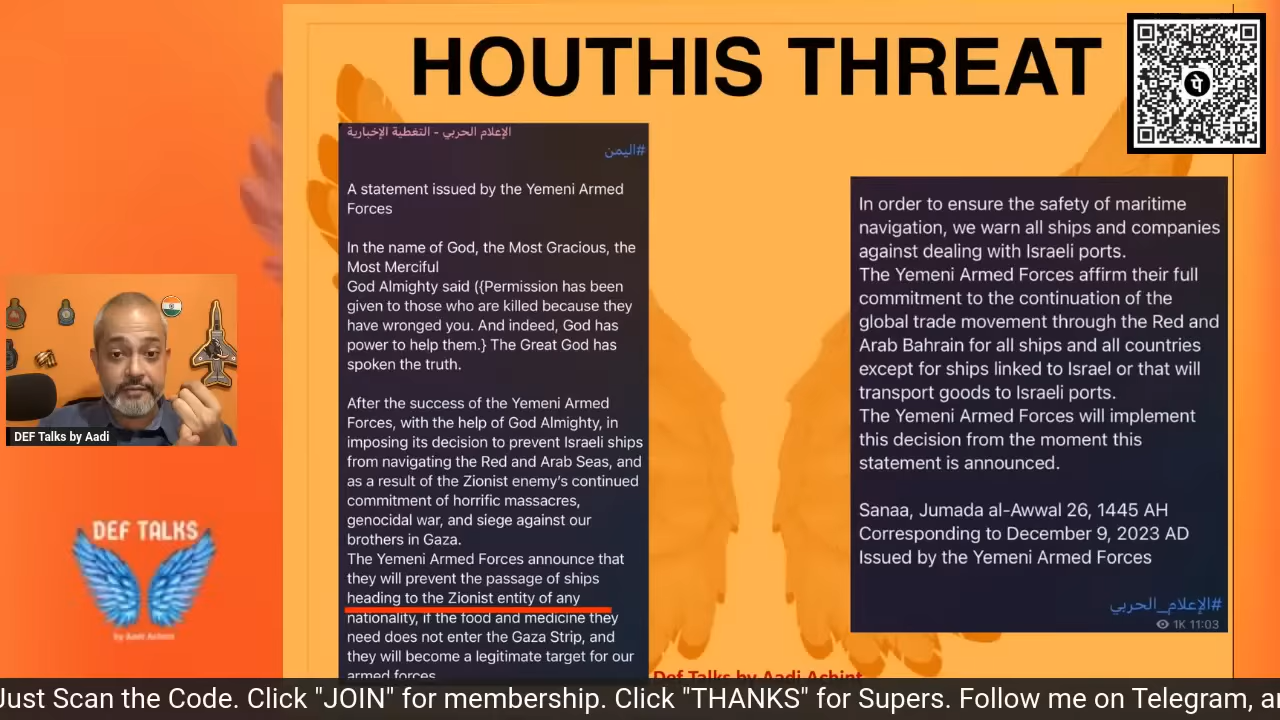 HOUTHIS THREAT
الإعلام الحربي - التغطية الإخبارية
#اليمن
A statement issued by the Yemeni Armed
Forces
In the name of God, the Most Gracious, the
Most Merciful
God Almighty said ({Permission has been
given to those who are killed because they
have wronged you. And indeed, God has
power to help them.} The Great God has
spoken the truth.
After the success of the Yemeni Armed
Forces, with the help of God Almighty, in
imposing its decision to prevent Israeli ships
from navigating the Red and Arab Seas, and
as a result of the Zionist enemy's continued
commitment of horrific massacres,
genocidal war, and siege against our
brothers in Gaza.
The Yemeni Armed Forces announce that
they will prevent the passage of ships
heading to the Zionist entity of any
nationality, if the food and medicine they
need does not enter the Gaza Strip, and
they will become a legitimate target for our
armed forces
In order to ensure the safety of maritime
navigation, we warn all ships and companies
against dealing with Israeli ports.
The Yemeni Armed Forces affirm their full
commitment to the continuation of the
global trade movement through the Red and
Arab Bahrain for all ships and all countries
except for ships linked to Israel or that will
transport goods to Israeli ports.
The Yemeni Armed Forces will implement
this decision from the moment this
statement is announced.
Sanaa, Jumada al-Awwal 26, 1445 AH
Corresponding to December 9, 2023 AD
Issued by the Yemeni Armed Forces
#الإعلام_الحربي
1K 11:03
पे
DEF Talks by Aadi
DEF TALKS
by Aadi Achint
Def Talks by Aadi Achint
Just Scan the Code. Click "JOIN" for membership. Click "THANKS" for Supers. Follow me on Telegram, a